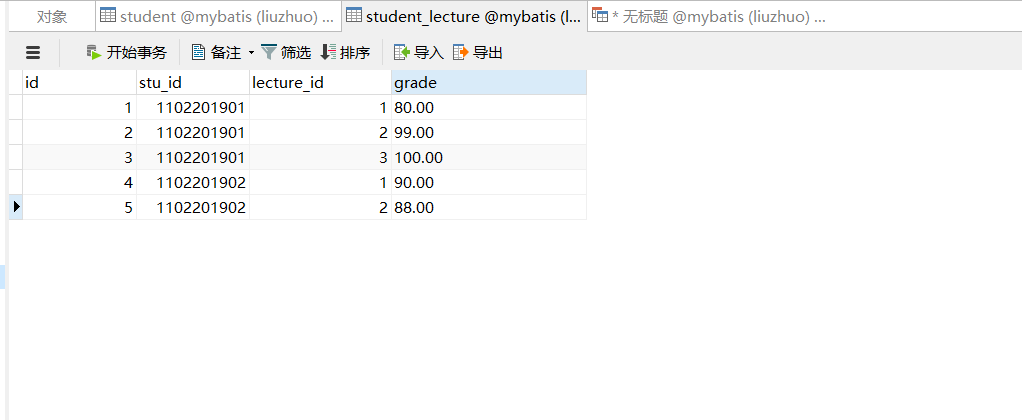 对象 student @mybatis (liuzhuo) ... student_lecture @mybatis (l... * 无标题 @mybatis (liuzhuo) ...
开始事务 备注 筛选 排序 导入 导出
id stu_id lecture_id grade
1 1102201901 1 80.00
2 1102201901 2 99.00
3 1102201901 3 100.00
4 1102201902 1 90.00
5 1102201902 2 88.00